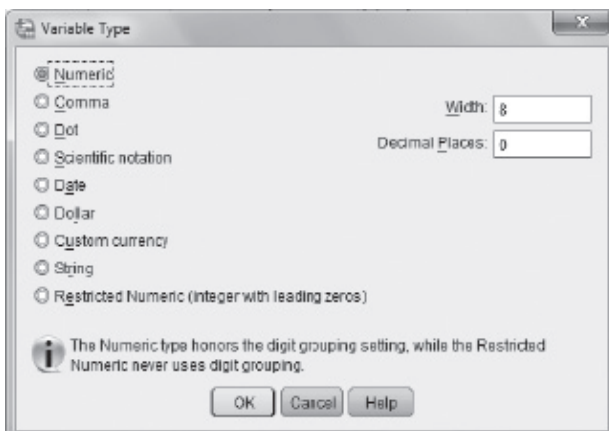 Variable Type
Numeric
Comma
Width: 8
Dot
Decimal Places: 0
Scientific notation
Date
Dollar
Custom currency
String
Restricted Numeric (integer with leading zeros)
The Numeric type honors the digit grouping setting, while the Restricted
Numeric never uses digit grouping.
OK Cancel Help